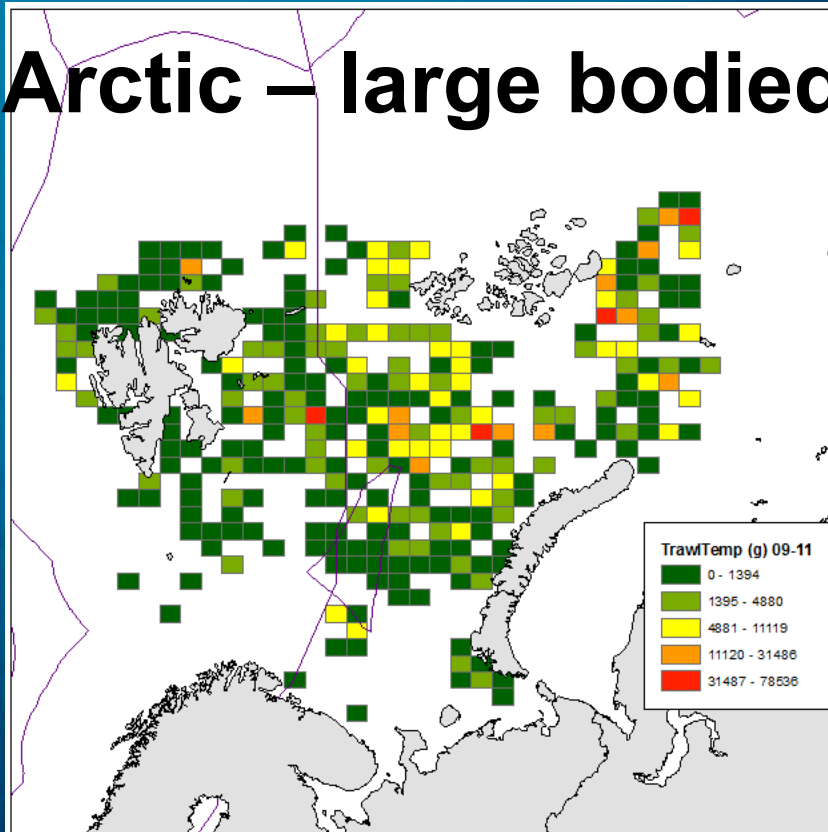 Arctic – large bodied
TrawlTemp (g) 09-11
0 - 1394
1395 - 4880
4881 - 11119
11120 - 31486
31487 - 78536